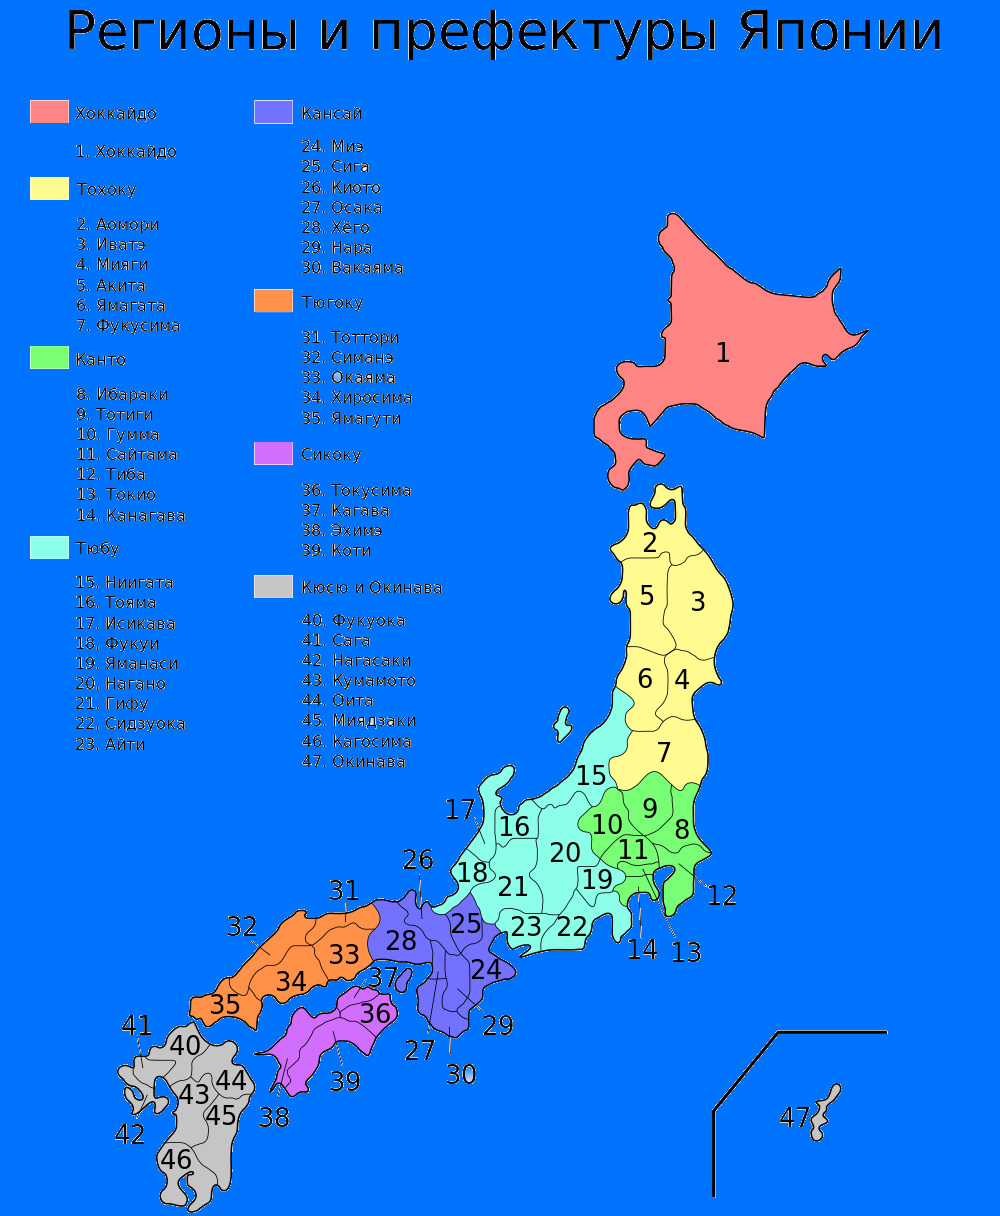 Регионы и префектуры Японии
Хоккайдо
1. Хоккайдо
Тохоку
2. Аомори
3. Иватэ
4. Мияги
5. Акита
6. Ямагата
7. Фукусима
Канто
8. Ибараки
9. Тотиги
10. Гумма
11. Сайтама
12. Тиба
13. Токио
14. Канагава
Тюбу
15. Ниигата
16. Тояма
17. Исикава
18. Фукуи
19. Яманаси
20. Нагано
21. Гифу
22. Сидзуока
23. Айти
Кансай
24. Миэ
25. Сига
26. Киото
27. Осака
28. Хёго
29. Нара
30. Вакаяма
Тюгоку
31. Тоттори
32. Симанэ
33. Окаяма
34. Хиросима
35. Ямагути
Сикоку
36. Токусима
37. Кагава
38. Эхимэ
39. Коти
Кюсю и Окинава
40. Фукуока
41. Сага
42. Нагасаки
43. Кумамото
44. Оита
45. Миядзаки
46. Кагосима
47. Окинава
1
2
5
3
6
4
7
15
17
16
10
9
8
11
20
26
18
21
19
12
31
32
25
23
22
28
33
14
13
24
37
34
35
36
29
41
40
27
30
44
39
43
45
38
42
47
46